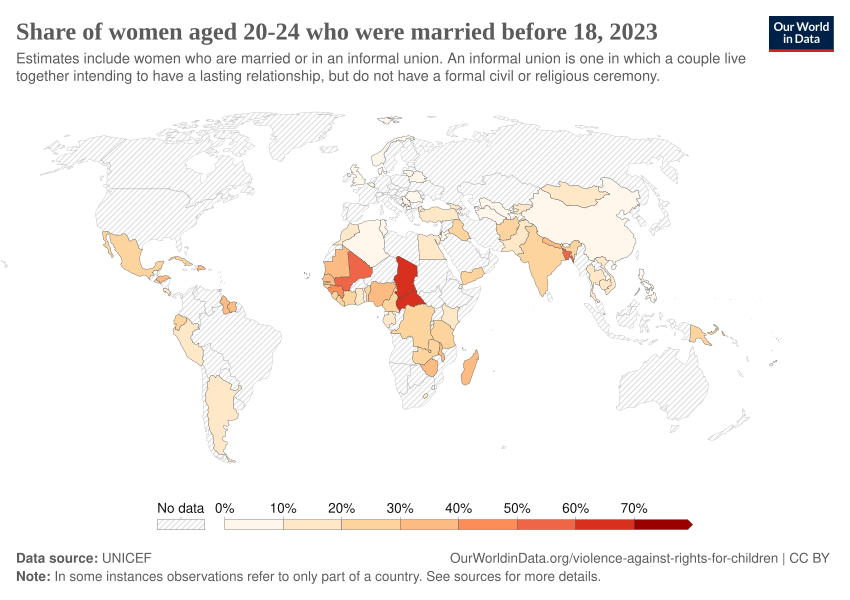 Share of women aged 20-24 who were married before 18, 2023
Our World
in Data
Estimates include women who are married or in an informal union. An informal union is one in which a couple live
together intending to have a lasting relationship, but do not have a formal civil or religious ceremony.
No data 0% 10% 20% 30% 40% 50% 60% 70%
Data source: UNICEF
OurWorldinData.org/violence-against-rights-for-children | CC BY
Note: In some instances observations refer to only part of a country. See sources for more details.